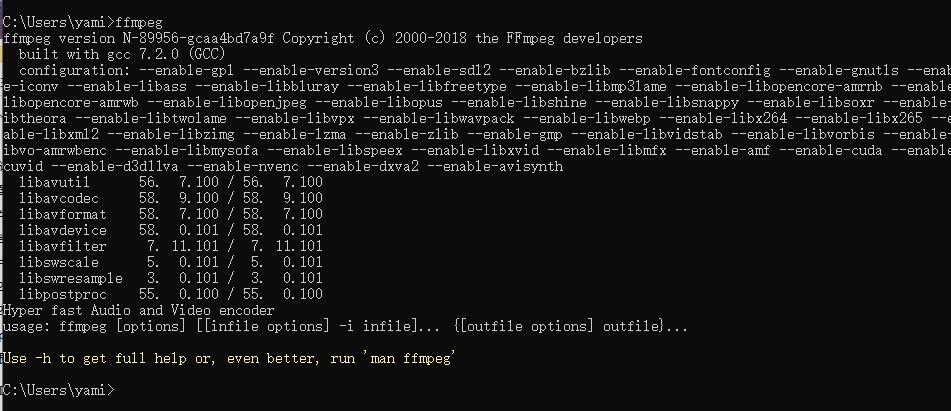 C:\Users\yami>ffmpeg
ffmpeg version N-89956-gcaa4bd7a9f Copyright (c) 2000-2018 the FFmpeg developers
  built with gcc 7.2.0 (GCC)
  configuration: --enable-gpl --enable-version3 --enable-sdl2 --enable-bzlib --enable-fontconfig --enable-gnutls --ena
e-iconv --enable-libass --enable-libbluray --enable-libfreetype --enable-libmp3lame --enable-libopencore-amrnb --enabl
libopencore-amrwb --enable-libopenjpeg --enable-libopus --enable-libshine --enable-libsnappy --enable-libsoxr --enable
ibtheora --enable-libtwolame --enable-libvpx --enable-libwavpack --enable-libwebp --enable-libx264 --enable-libx265 --e
able-libxml2 --enable-libzimg --enable-lzma --enable-zlib --enable-gmp --enable-libvidstab --enable-libvorbis --enable
ibvo-amrwbenc --enable-libmysofa --enable-libspeex --enable-libxvid --enable-libmfx --enable-amf --enable-cuda --enabl
cuvid --enable-d3d11va --enable-nvenc --enable-dxva2 --enable-avisynth
  libavutil      56.  7.100 / 56.  7.100
  libavcodec     58.  9.100 / 58.  9.100
  libavformat    58.  7.100 / 58.  7.100
  libavdevice    58.  0.101 / 58.  0.101
  libavfilter     7. 11.101 /  7. 11.101
  libswscale      5.  0.101 /  5.  0.101
  libswresample   3.  0.101 /  3.  0.101
  libpostproc    55.  0.100 / 55.  0.100
Hyper fast Audio and Video encoder
usage: ffmpeg [options] [[infile options] -i infile]... {[outfile options] outfile}...
Use -h to get full help or, even better, run 'man ffmpeg'
C:\Users\yami>